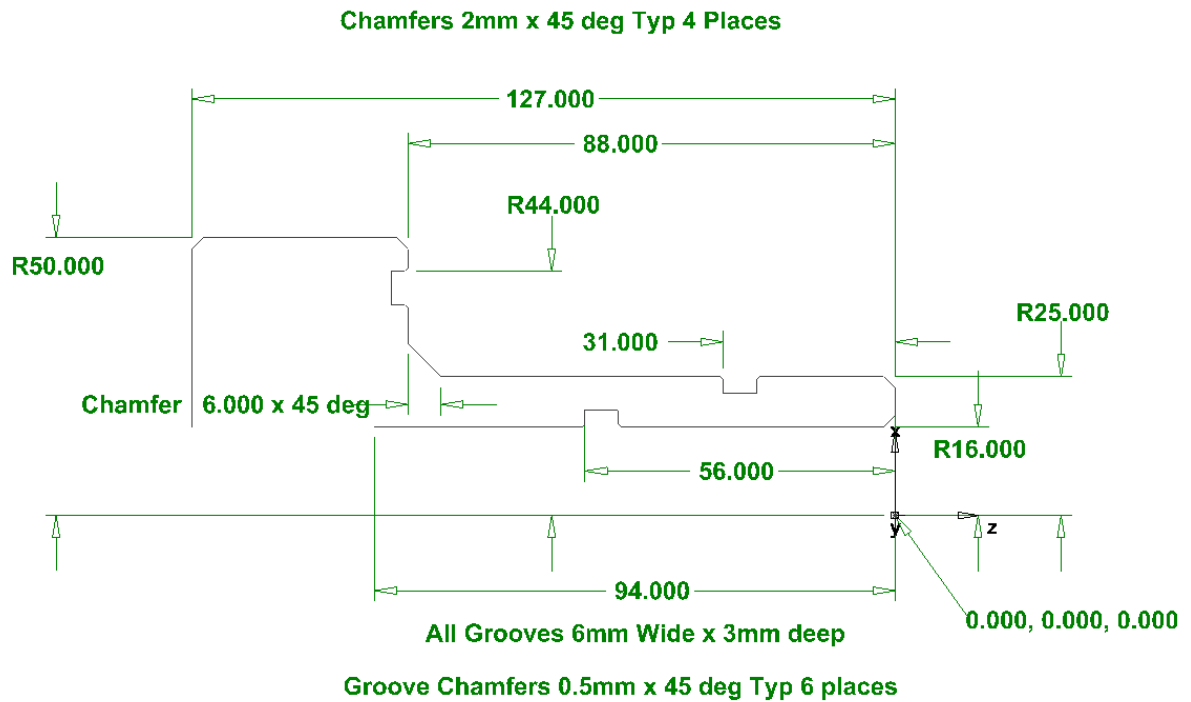 Chamfers 2mm x 45 deg Typ 4 Places
127.000
88.000
R44.000
R50.000
R25.000
31.000
Chamfer 6.000 x 45 deg
x
R16.000
56.000
y
z
94.000
0.000, 0.000, 0.000
All Grooves 6mm Wide x 3mm deep
Groove Chamfers 0.5mm x 45 deg Typ 6 places